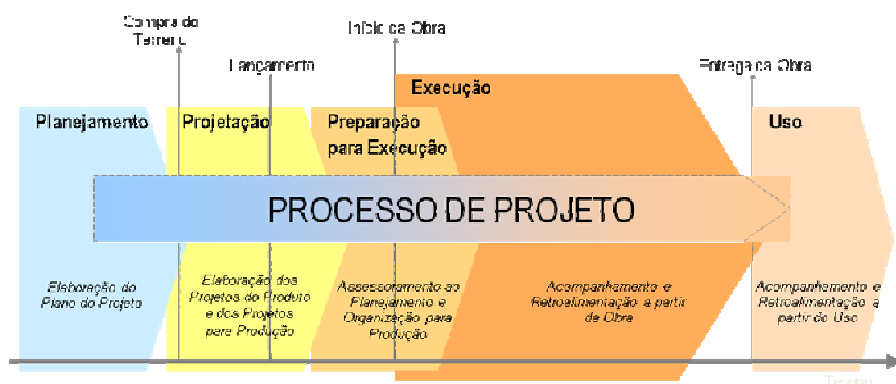 Compra do
Terreno
Lançamento
Início da Obra
Entrega da Obra
Planejamento
Projetação
Preparação
para Execução
Execução
Uso
PROCESSO DE PROJETO
Elaboração do
Plano do Projeto
Elaboração dos
Projetos do Produto
e dos Projetos
para Produção
Assessoramento ao
Planejamento e
Organização para
Produção
Acompanhamento e
Retroalimentação a partir
da Obra
Acompanhamento e
Retroalimentação a
partir do Uso